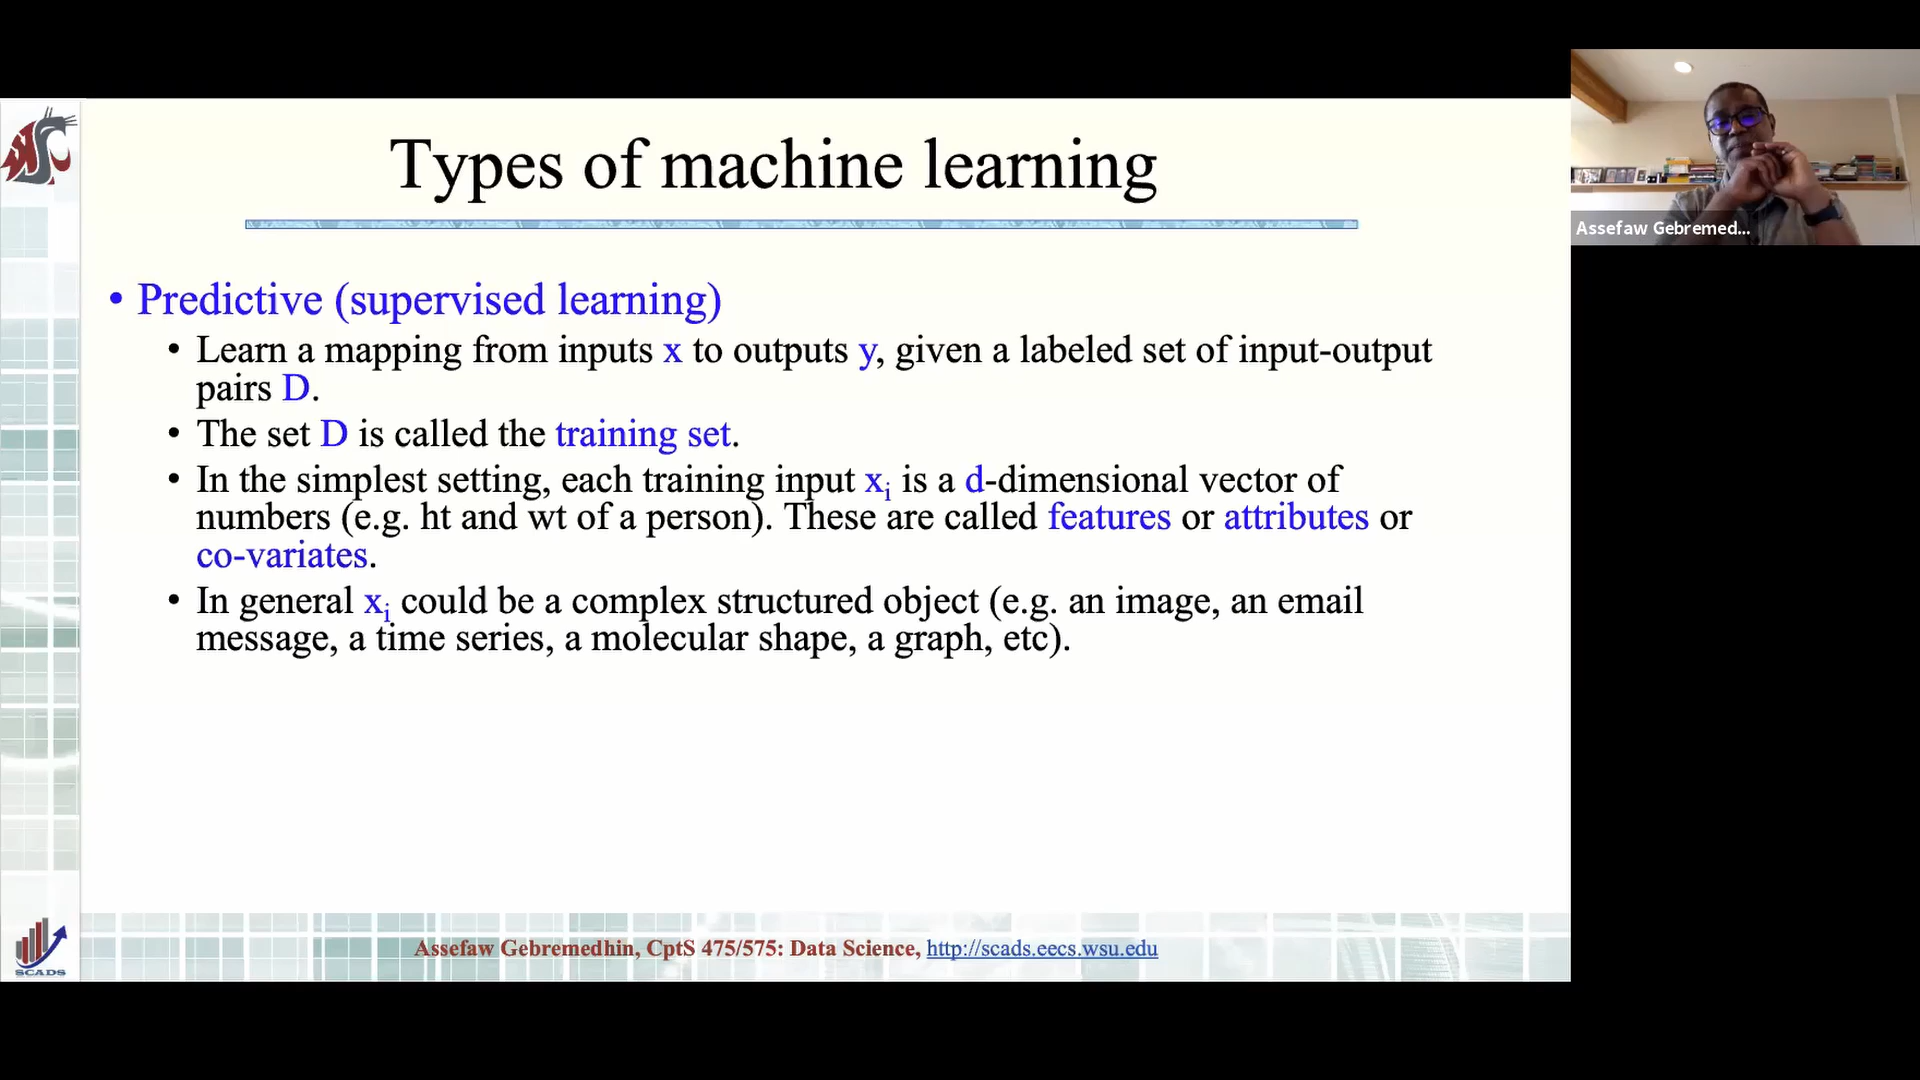 Types of machine learning
• Predictive (supervised learning)
• Learn a mapping from inputs x to outputs y, given a labeled set of input-output
pairs D.
• The set D is called the training set.
• In the simplest setting, each training input xi is a d-dimensional vector of
numbers (e.g. ht and wt of a person). These are called features or attributes or
co-variates.
• In general xi could be a complex structured object (e.g. an image, an email
message, a time series, a molecular shape, a graph, etc).
SCADS
Assefaw Gebremedhin, CptS 475/575: Data Science, http://scads.eecs.wsu.edu
Assefaw Gebremed...